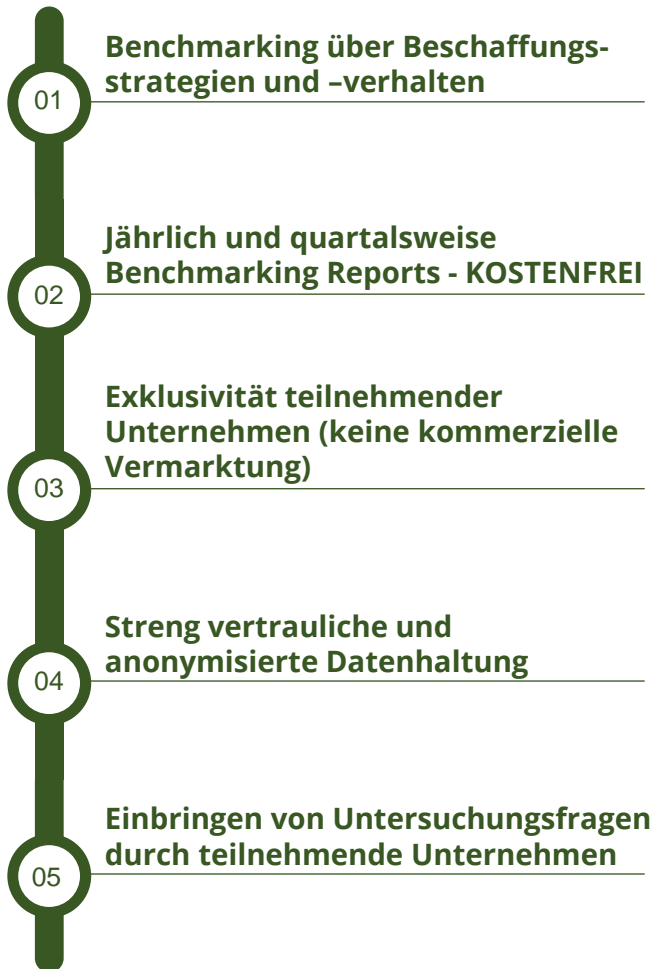 Benchmarking über Beschaffungs-
strategien und –verhalten
01
Jährlich und quartalsweise
Benchmarking Reports - KOSTENFREI
02
Exklusivität teilnehmender
Unternehmen (keine kommerzielle
Vermarktung)
03
Streng vertrauliche und
anonymisierte Datenhaltung
04
Einbringen von Untersuchungsfragen
durch teilnehmende Unternehmen
05